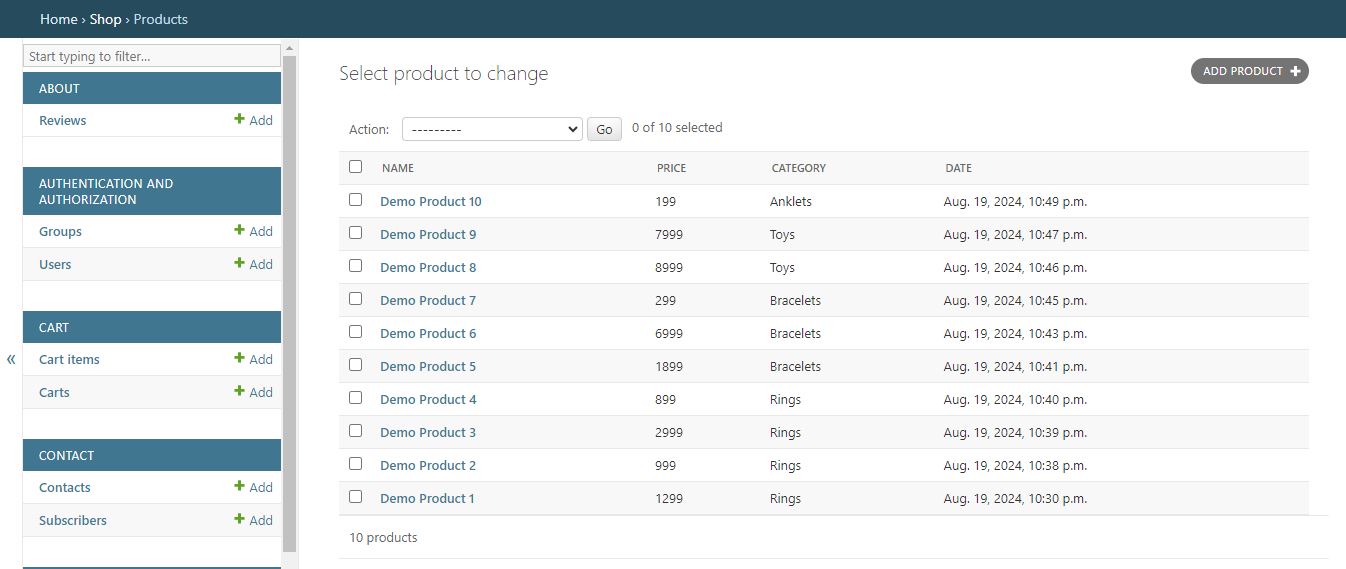 Home › Shop › Products
Start typing to filter...
ABOUT
Reviews + Add
AUTHENTICATION AND
AUTHORIZATION
Groups + Add
Users + Add
CART
Cart items + Add
Carts + Add
CONTACT
Contacts + Add
Subscribers + Add
«
Select product to change
ADD PRODUCT +
Action: --------- Go 0 of 10 selected
NAME PRICE CATEGORY DATE
Demo Product 10 199 Anklets Aug. 19, 2024, 10:49 p.m.
Demo Product 9 7999 Toys Aug. 19, 2024, 10:47 p.m.
Demo Product 8 8999 Toys Aug. 19, 2024, 10:46 p.m.
Demo Product 7 299 Bracelets Aug. 19, 2024, 10:45 p.m.
Demo Product 6 6999 Bracelets Aug. 19, 2024, 10:43 p.m.
Demo Product 5 1899 Bracelets Aug. 19, 2024, 10:41 p.m.
Demo Product 4 899 Rings Aug. 19, 2024, 10:40 p.m.
Demo Product 3 2999 Rings Aug. 19, 2024, 10:39 p.m.
Demo Product 2 999 Rings Aug. 19, 2024, 10:38 p.m.
Demo Product 1 1299 Rings Aug. 19, 2024, 10:30 p.m.
10 products